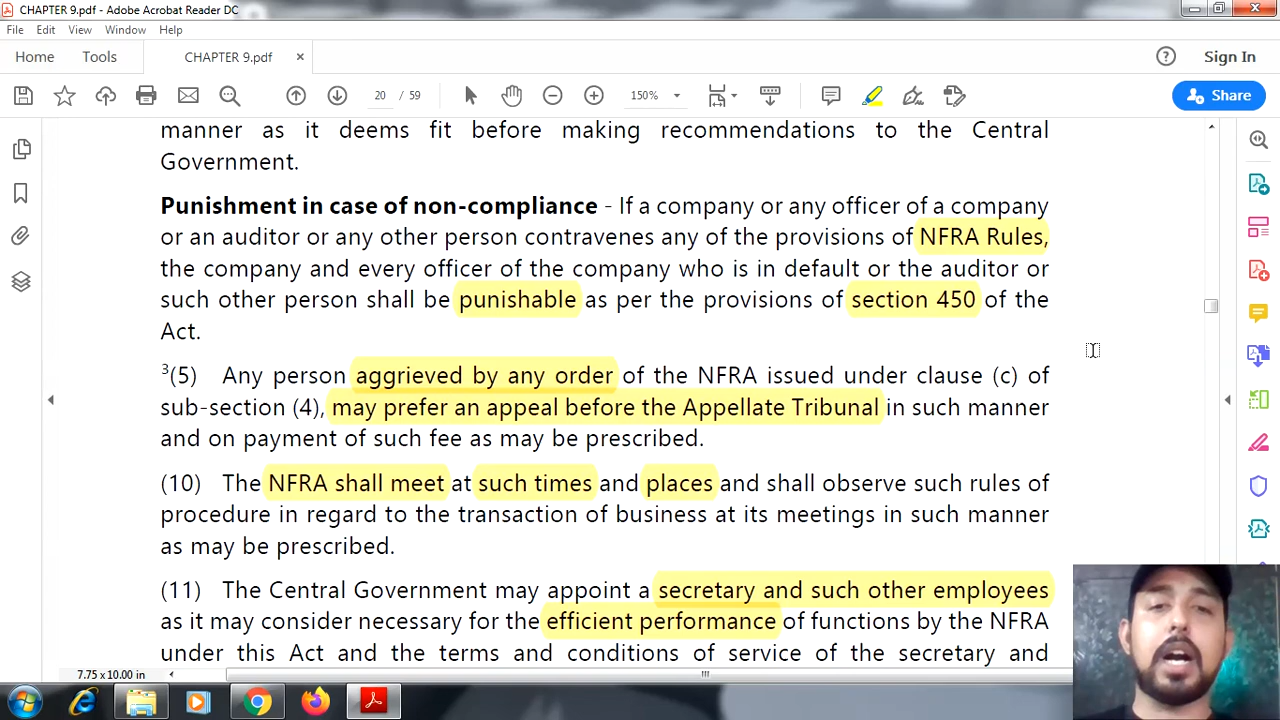 CHAPTER 9.pdf - Adobe Acrobat Reader DC
File Edit View Window Help
Home Tools CHAPTER 9.pdf × ? Sign In
20 / 59 150% Share
manner as it deems fit before making recommendations to the Central
Government.
Punishment in case of non-compliance - If a company or any officer of a company
or an auditor or any other person contravenes any of the provisions of NFRA Rules,
the company and every officer of the company who is in default or the auditor or
such other person shall be punishable as per the provisions of section 450 of the
Act.
3(5) Any person aggrieved by any order of the NFRA issued under clause (c) of
sub-section (4), may prefer an appeal before the Appellate Tribunal in such manner
and on payment of such fee as may be prescribed.
(10) The NFRA shall meet at such times and places and shall observe such rules of
procedure in regard to the transaction of business at its meetings in such manner
as may be prescribed.
(11) The Central Government may appoint a secretary and such other employees
as it may consider necessary for the efficient performance of functions by the NFRA
under this Act and the terms and conditions of service of the secretary and
7.75 x 10.00 in